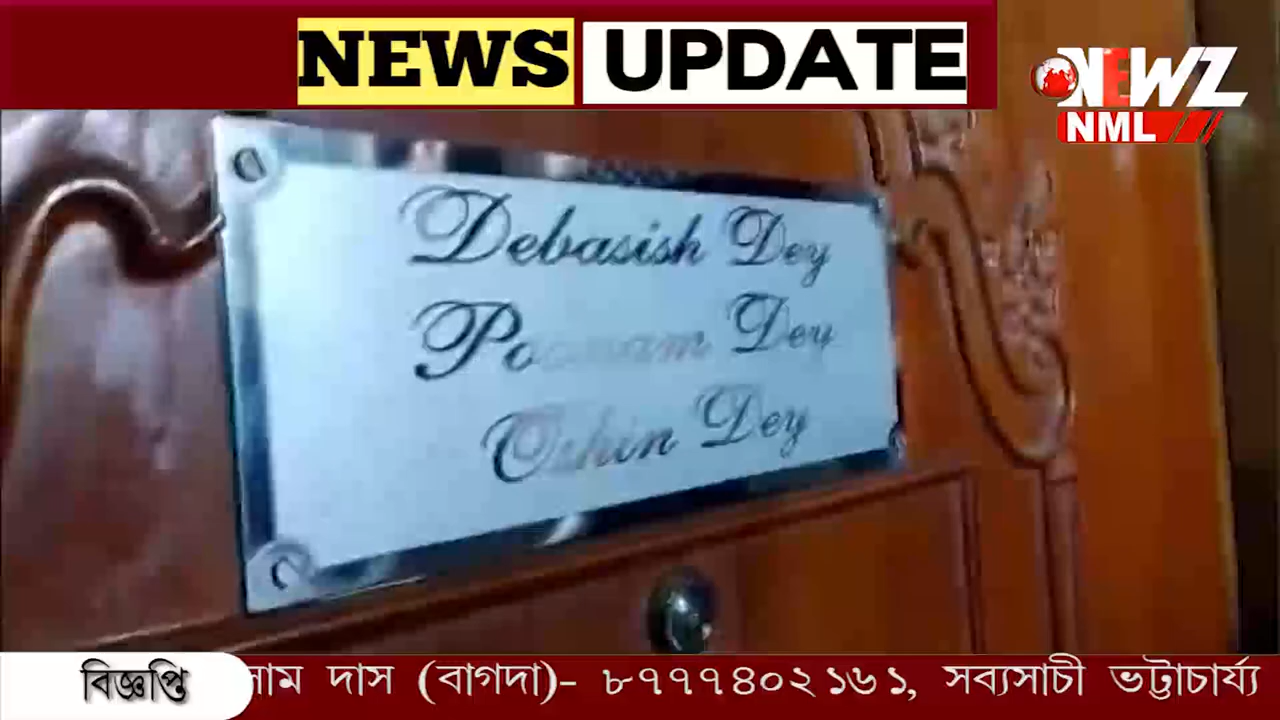 NEWS UPDATE
NEWZ
NML
Debasish Dey
Poonam Dey
Oshin Dey
বিজ্ঞপ্তি
সাম দাস (বাগদা)- ৮৭৭৭৪০২১৬১, সব্যসাচী ভট্টাচার্য্য